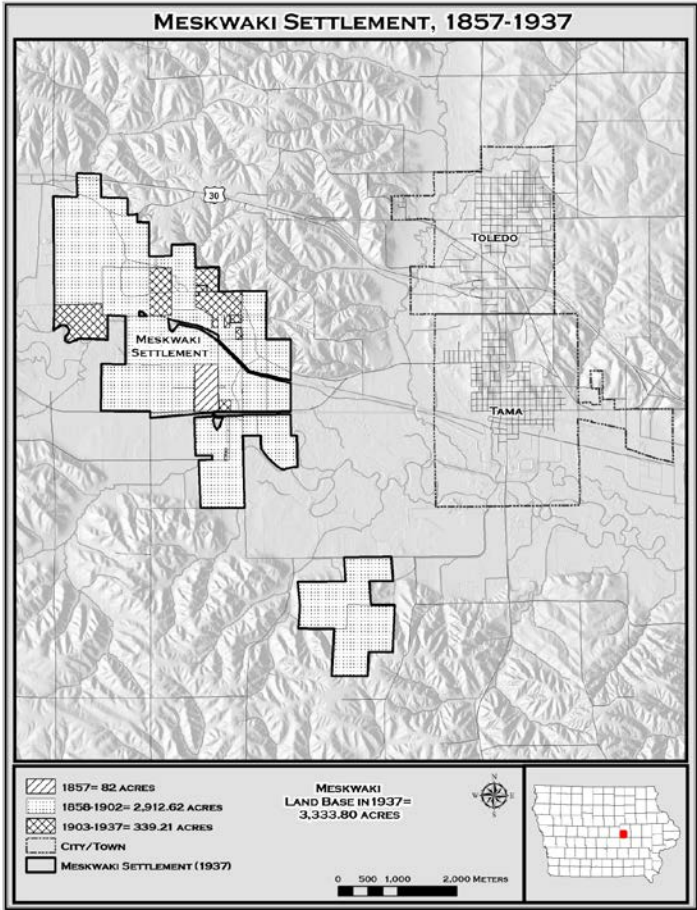 MESKWAKI SETTLEMENT, 1857-1937
30
TOLEDO
MESKWAKI
SETTLEMENT
TAMA
1857= 82 ACRES
1858-1902= 2,912.62 ACRES
1903-1937= 339.21 ACRES
CITY/TOWN
MESKWAKI SETTLEMENT (1937)
MESKWAKI
LAND BASE IN 1937=
3,333.80 ACRES
N
W E
S
0 500 1,000 2,000 METERS